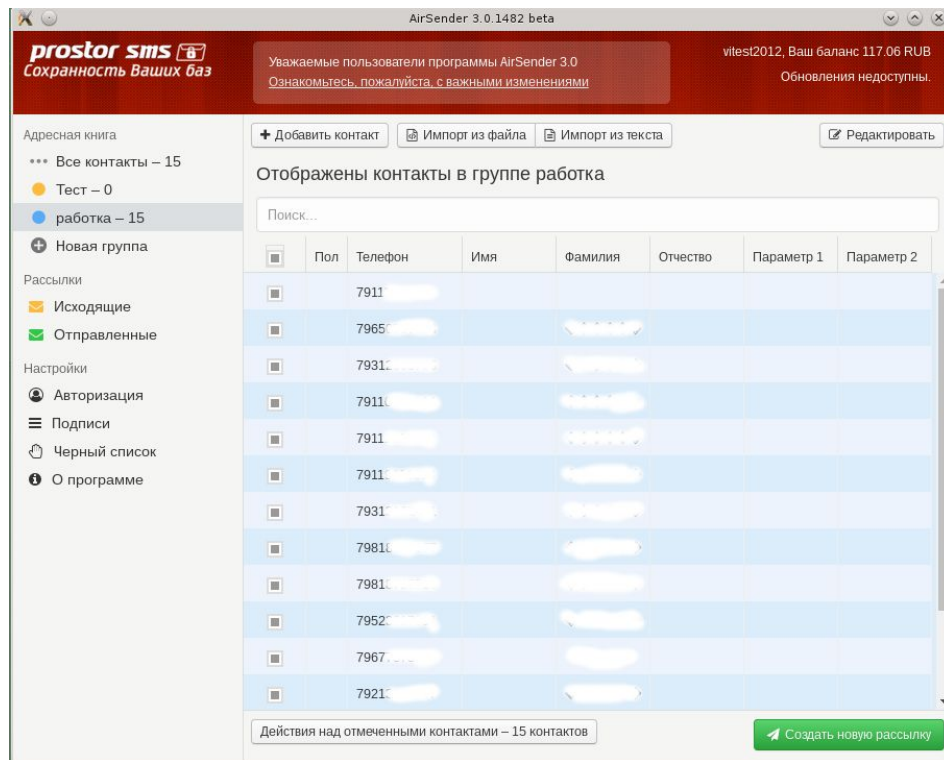 AirSender 3.0.1482 beta
prostor sms
Сохранность Ваших баз
Уважаемые пользователи программы AirSender 3.0
Ознакомьтесь, пожалуйста, с важными изменениями
vitest2012, Ваш баланс 117.06 RUB
Обновления недоступны.
Адресная книга
Все контакты – 15
Тест – 0
работка – 15
Новая группа
Рассылки
Исходящие
Отправленные
Настройки
Авторизация
Подписи
Черный список
О программе
Добавить контакт Импорт из файла Импорт из текста Редактировать
Отображены контакты в группе работка
Поиск...
Пол Телефон Имя Фамилия Отчество Параметр 1 Параметр 2
7911
7965
7931
7911
7911
7911
7931
7981
7981
7952
7967
7921
Действия над отмеченными контактами – 15 контактов
Создать новую рассылку